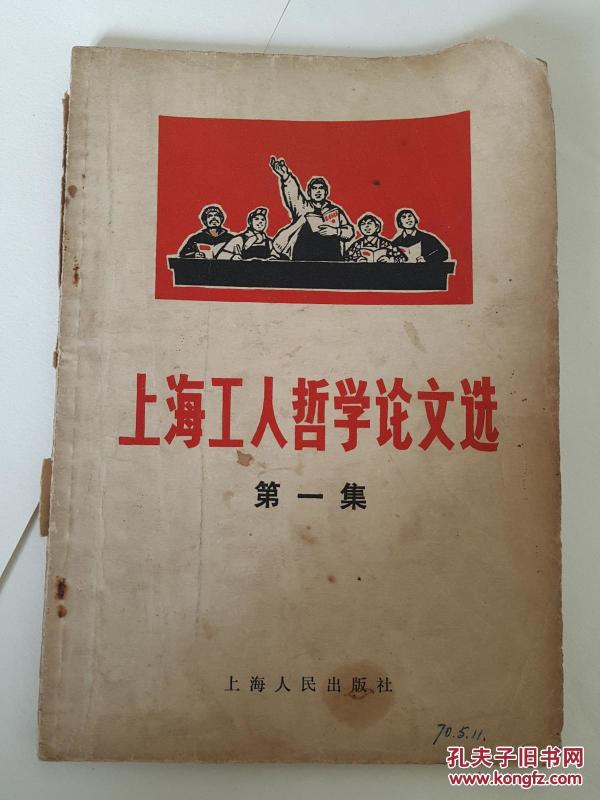 上海工人哲学论文选
第一集
上海人民出版社
70.5.11.
孔夫子旧书网
www.kongfz.com